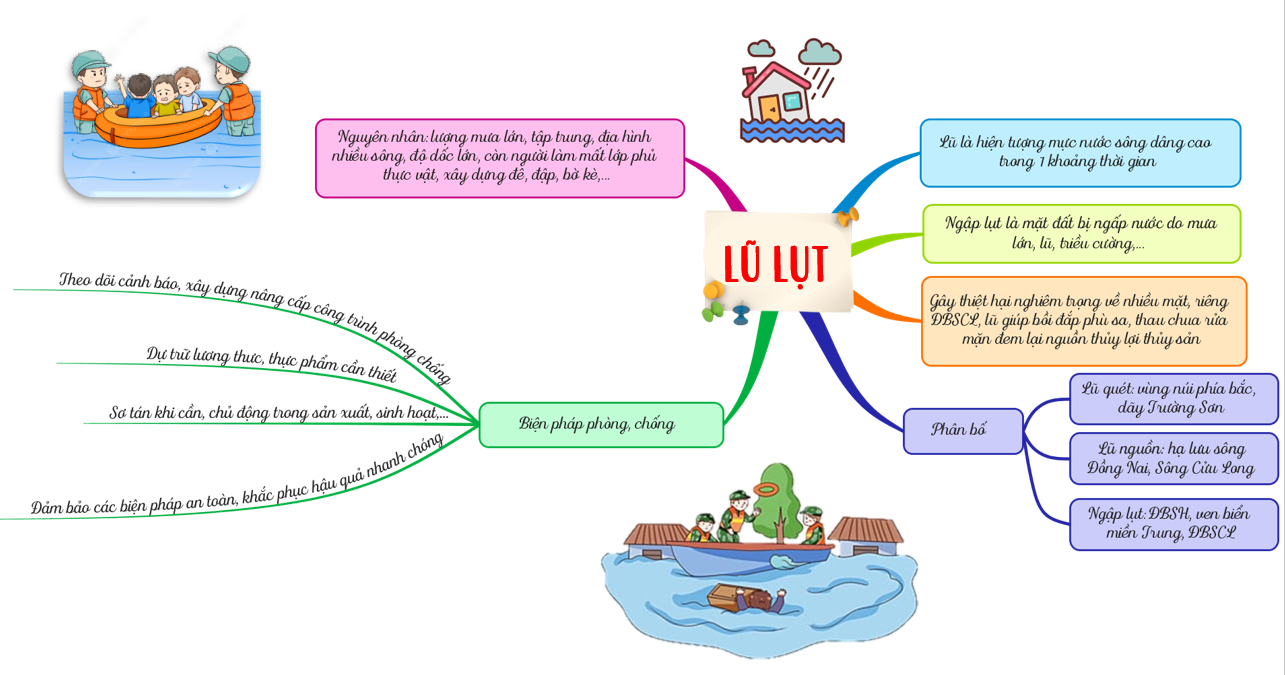 LŨ LỤT
Lũ là hiện tượng mực nước sông dâng cao
trong 1 khoảng thời gian
Ngập lụt là mặt đất bị ngấp nước do mưa
lớn, lũ, triều cường,...
Gây thiệt hại nghiêm trọng về nhiều mặt, riêng
ĐBSCL, lũ giúp bồi đắp phù sa, thau chua rửa
mặn đem lại nguồn thủy lợi thủy sản
Phân bố
Lũ quét: vùng núi phía bắc,
dãy Trường Sơn
Lũ nguồn: hạ lưu sông
Đồng Nai, Sông Cửu Long
Ngập lụt: ĐBSH, ven biển
miền Trung, ĐBSCL
Biện pháp phòng, chống
Theo dõi cảnh báo, xây dựng nâng cấp công trình phòng chống
Dự trữ lương thưc, thực phẩm cần thiết
Sơ tán khi cần, chủ động trong sản xuất, sinh hoạt,...
Đảm bảo các biện pháp an toàn, khắc phục hậu quả nhanh chóng
Nguyên nhân: lượng mưa lớn, tập trung, địa hình
nhiều sông, độ dốc lớn, còn người làm mất lớp phủ
thực vật, xây dựng đê, đập, bờ kè,...